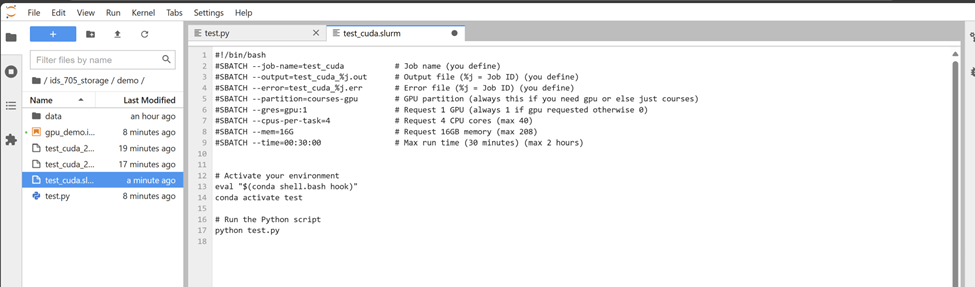 File Edit View Run Kernel Tabs Settings Help
+
Filter files by name
/ ids_705_storage / demo /
Name Last Modified
data an hour ago
gpu_demo.i... 8 minutes ago
test_cuda_2... 19 minutes ago
test_cuda_2... 17 minutes ago
test_cuda.sl... a minute ago
test.py 8 minutes ago
test.py
test_cuda.slurm
1 #!/bin/bash
2 #SBATCH --job-name=test_cuda # Job name (you define)
3 #SBATCH --output=test_cuda_%j.out # Output file (%j = Job ID) (you define)
4 #SBATCH --error=test_cuda_%j.err # Error file (%j = Job ID) (you define)
5 #SBATCH --partition=courses-gpu # GPU partition (always this if you need gpu or else just courses)
6 #SBATCH --gres=gpu:1 # Request 1 GPU (always 1 if gpu requested otherwise 0)
7 #SBATCH --cpus-per-task=4 # Request 4 CPU cores (max 40)
8 #SBATCH --mem=16G # Request 16GB memory (max 208)
9 #SBATCH --time=00:30:00 # Max run time (30 minutes) (max 2 hours)
10
11
12 # Activate your environment
13 eval "$(conda shell.bash hook)"
14 conda activate test
15
16 # Run the Python script
17 python test.py
18